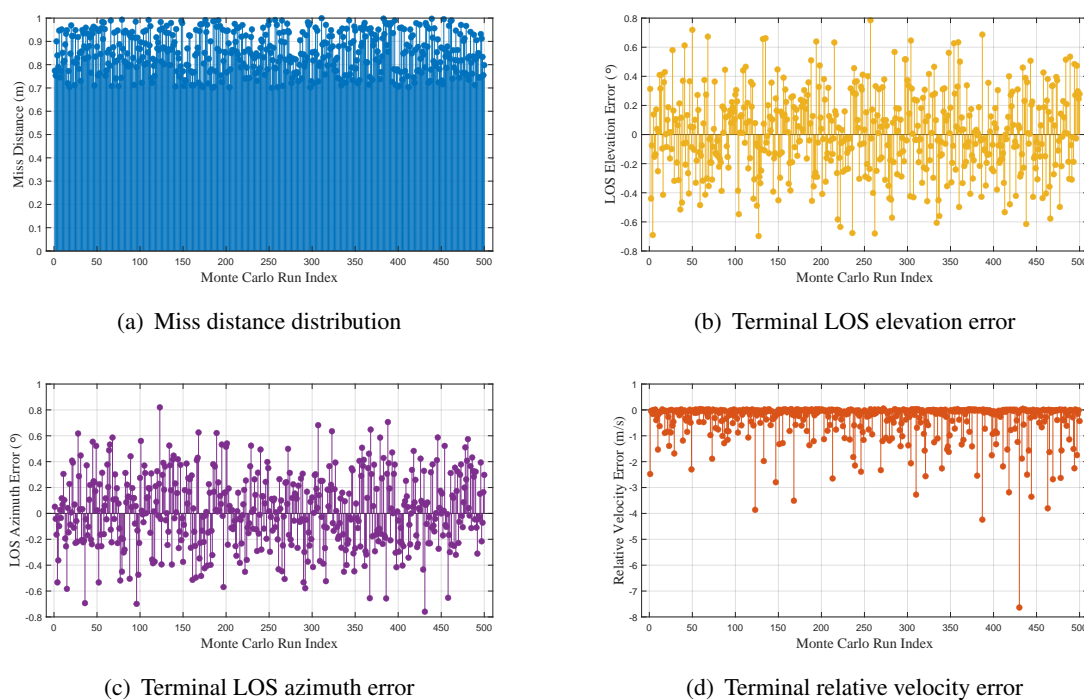 1
0.9
0.8
0.7
0.6
0.5
0.4
0.3
0.2
0.1
0
Miss Distance (m)
0 50 100 150 200 250 300 350 400 450 500
Monte Carlo Run Index
(a) Miss distance distribution
0.8
0.6
0.4
0.2
0
-0.2
-0.4
-0.6
-0.8
LOS Elevation Error (°)
0 50 100 150 200 250 300 350 400 450 500
Monte Carlo Run Index
(b) Terminal LOS elevation error
1
0.8
0.6
0.4
0.2
0
-0.2
-0.4
-0.6
-0.8
LOS Azimuth Error (°)
0 50 100 150 200 250 300 350 400 450 500
Monte Carlo Run Index
(c) Terminal LOS azimuth error
1
0
-1
-2
-3
-4
-5
-6
-7
-8
Relative Velocity Error (m/s)
0 50 100 150 200 250 300 350 400 450 500
Monte Carlo Run Index
(d) Terminal relative velocity error